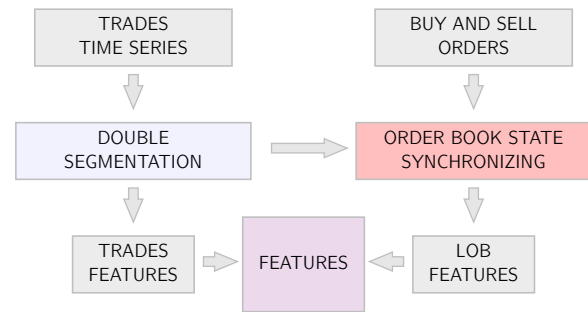 TRADES
TIME SERIES
BUY AND SELL
ORDERS
DOUBLE
SEGMENTATION
ORDER BOOK STATE
SYNCHRONIZING
TRADES
FEATURES
FEATURES
LOB
FEATURES